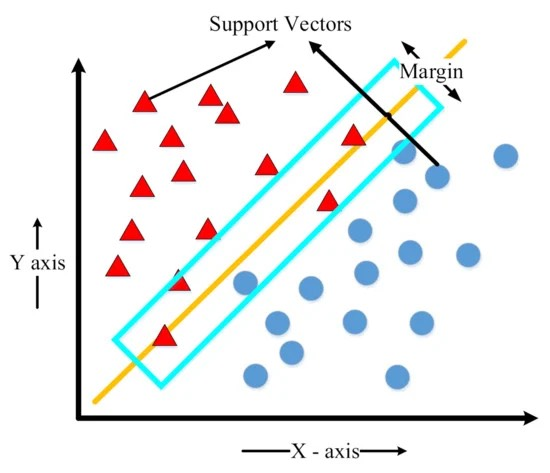 Support Vectors
Margin
Y axis
X - axis